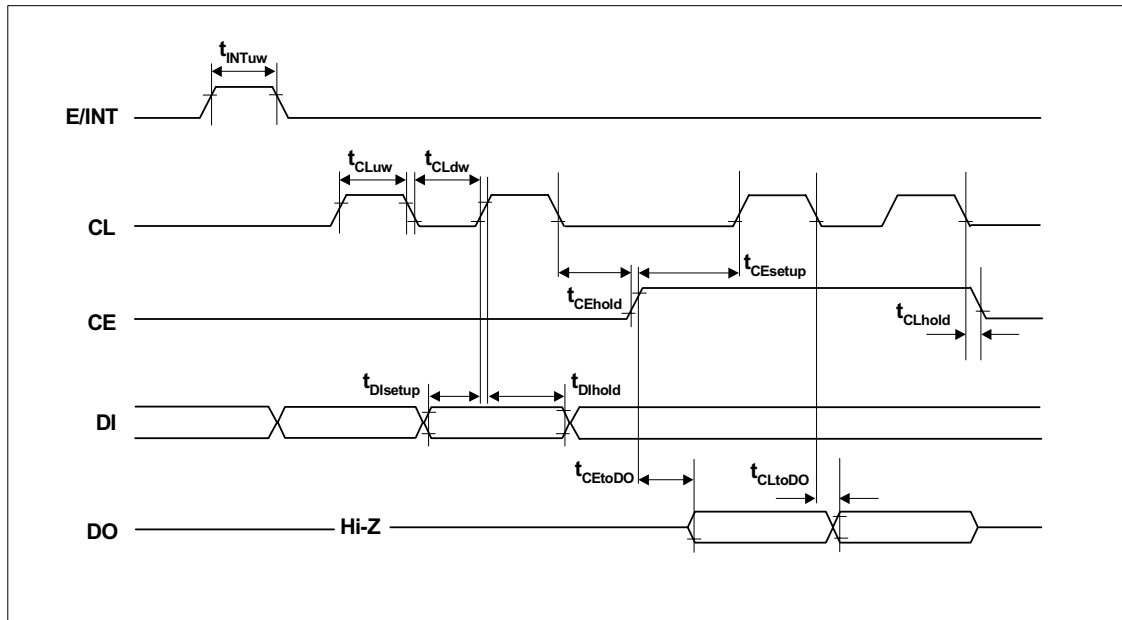 tINTuw
E/INT
tCLuw
tCLdw
CL
tCEsetup
tCEhold
CE
tCLhold
tDIsetup
tDIhold
DI
tCEtoDO
tCLtoDO
DO
Hi-Z